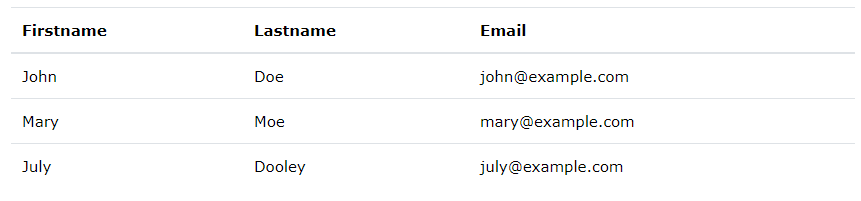 Firstname Lastname Email
John Doe john@example.com
Mary Moe mary@example.com
July Dooley july@example.com